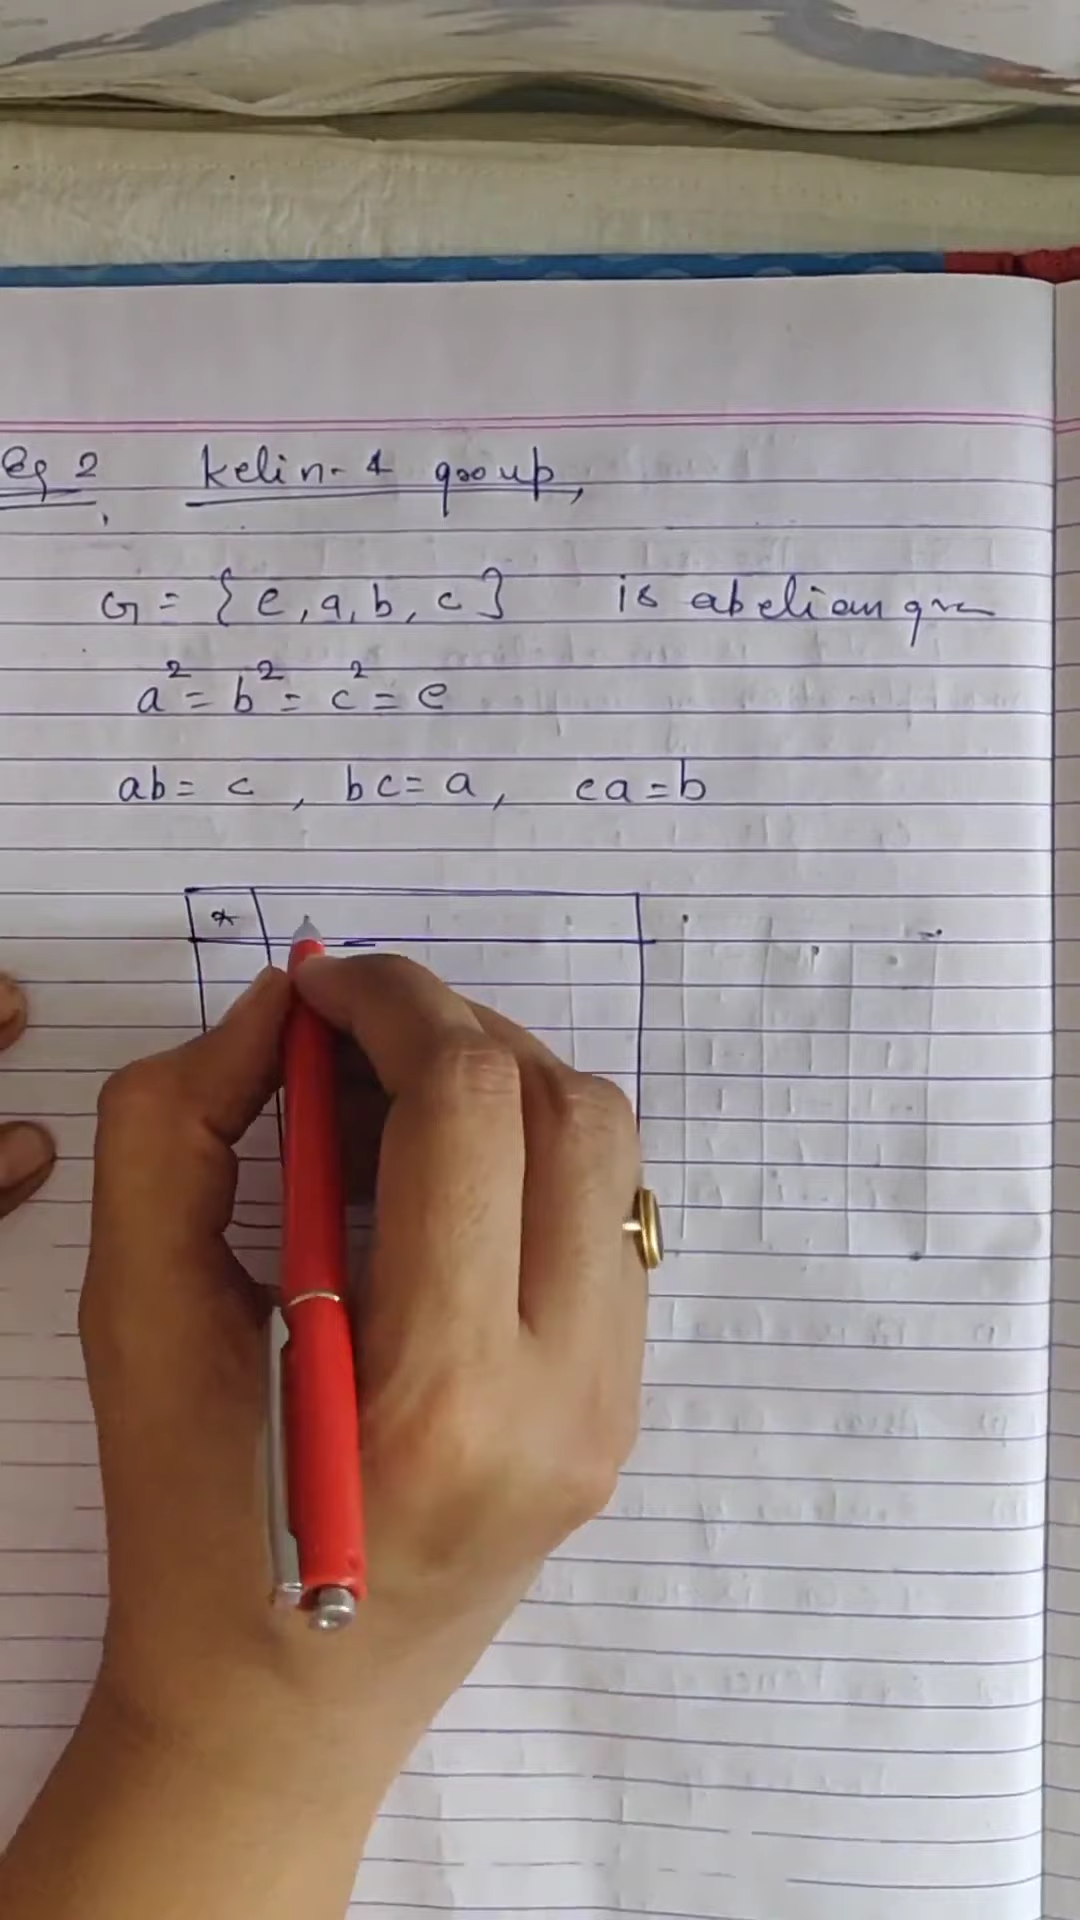 Eg 2 Kelin-4 group,
G = {e, a, b, c} is abelian gr
a² = b² = c² = e
ab = c , bc = a, ca = b
*